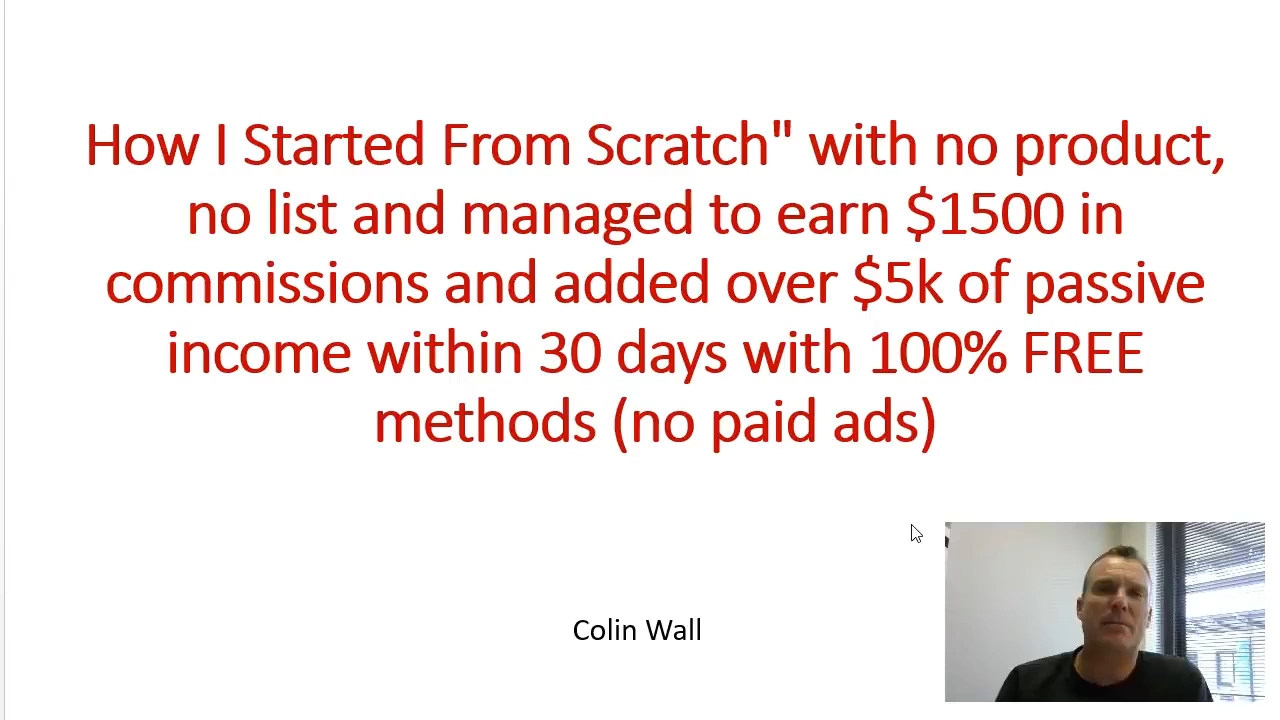 How I Started From Scratch" with no product,
no list and managed to earn $1500 in
commissions and added over $5k of passive
income within 30 days with 100% FREE
methods (no paid ads)
Colin Wall